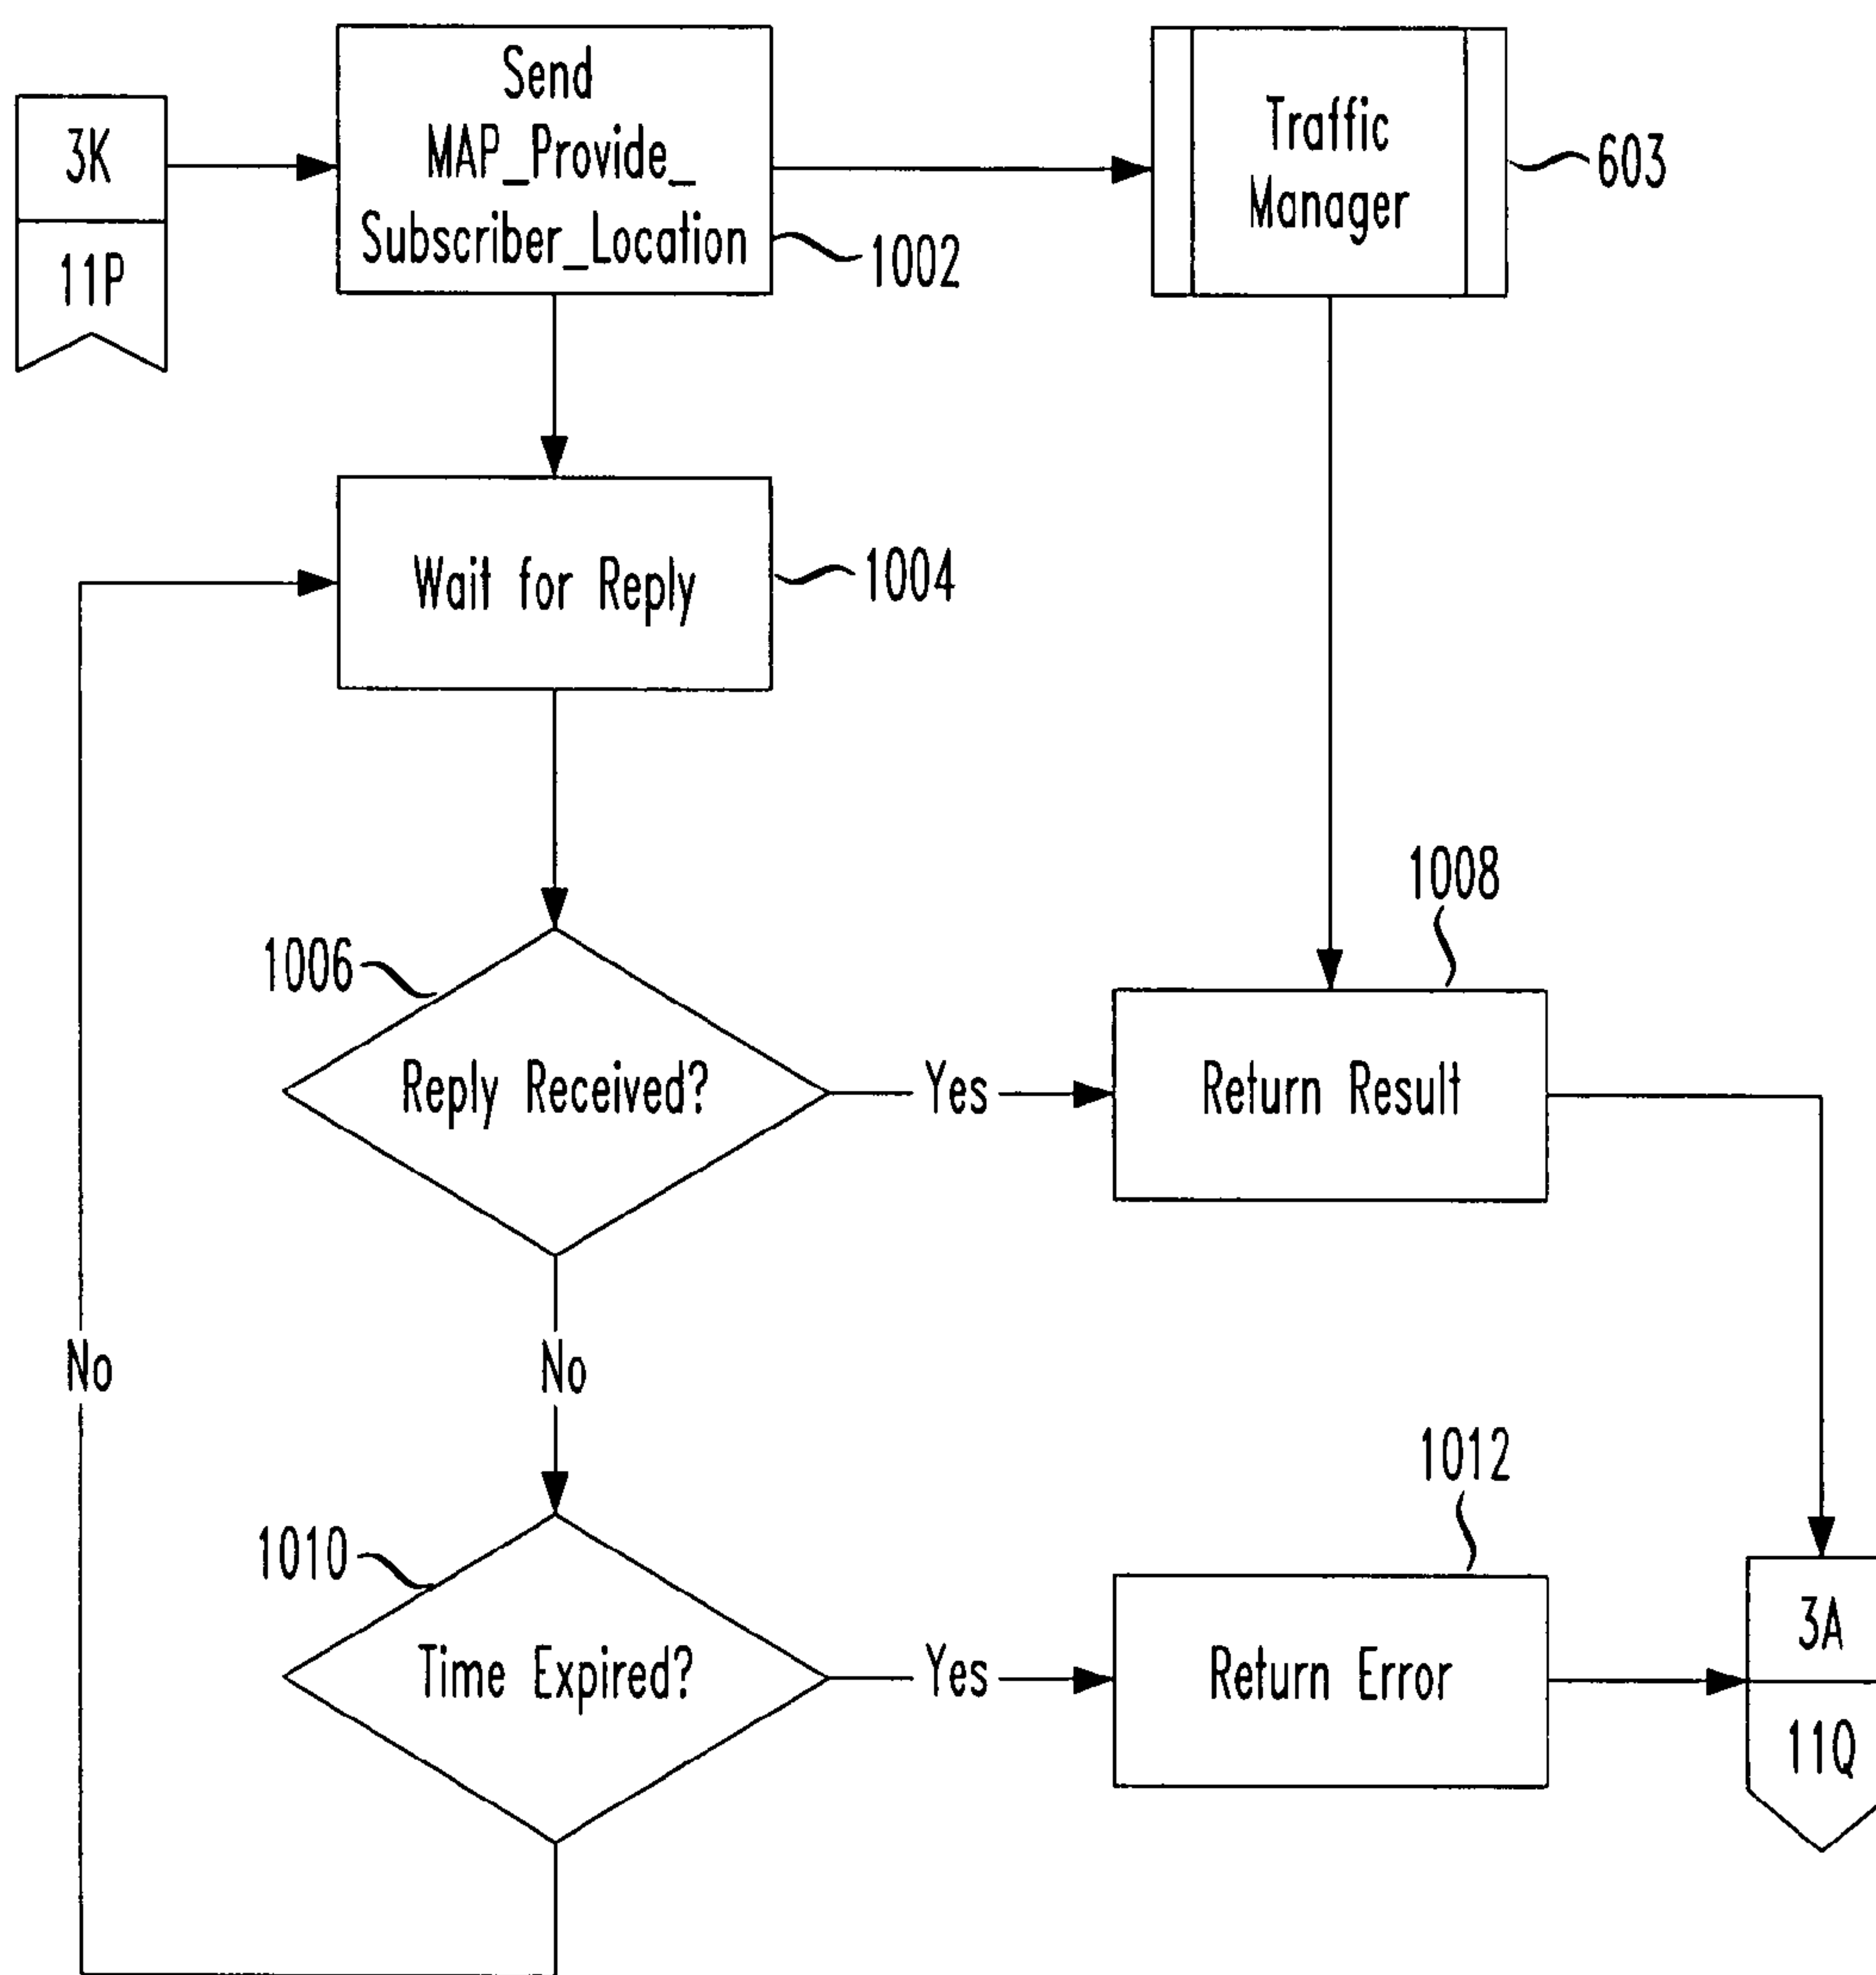 3K
11P
Send
MAP_Provide_
Subscriber_Location
1002
Traffic
Manager
603
Wait for Reply
1004
1006
Reply Received?
Yes
1008
Return Result
No
No
1010
Time Expired?
Yes
1012
Return Error
3A
11Q